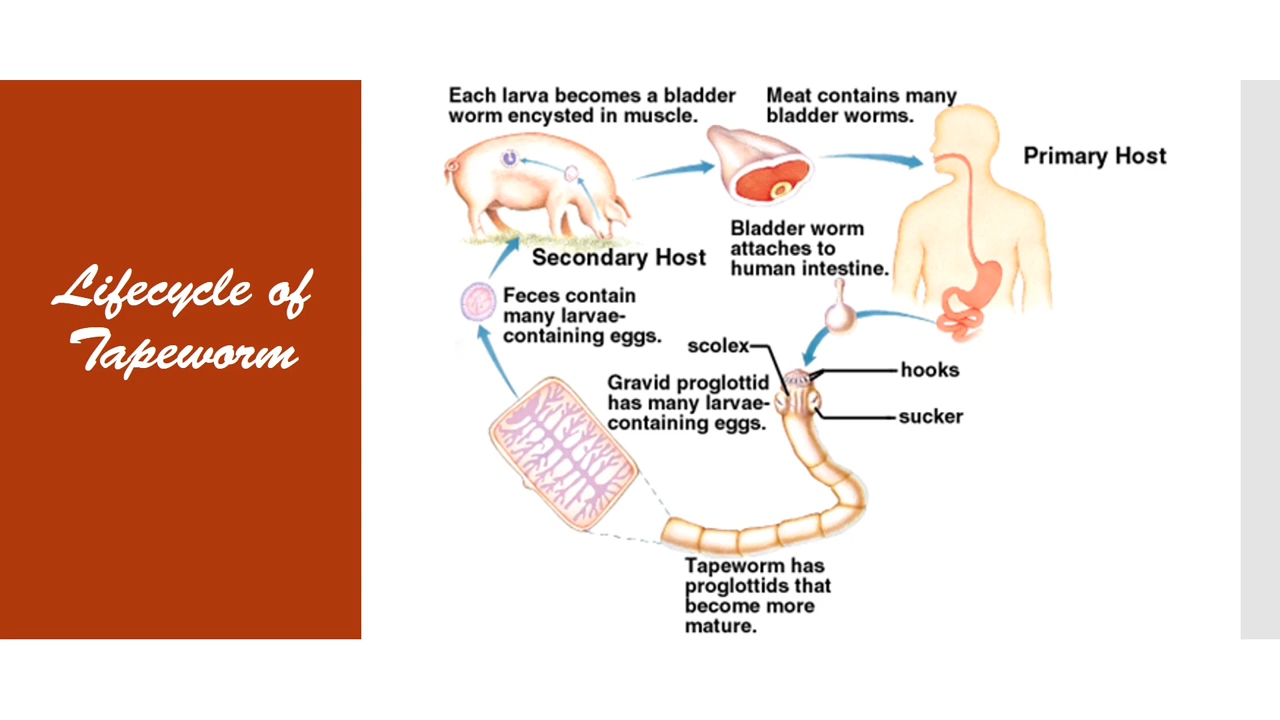 Lifecycle of
Tapeworm
Each larva becomes a bladder
worm encysted in muscle.
Meat contains many
bladder worms.
Primary Host
Bladder worm
attaches to
human intestine.
Secondary Host
Feces contain
many larvae-
containing eggs.
scolex
hooks
Gravid proglottid
has many larvae-
containing eggs.
sucker
Tapeworm has
proglottids that
become more
mature.